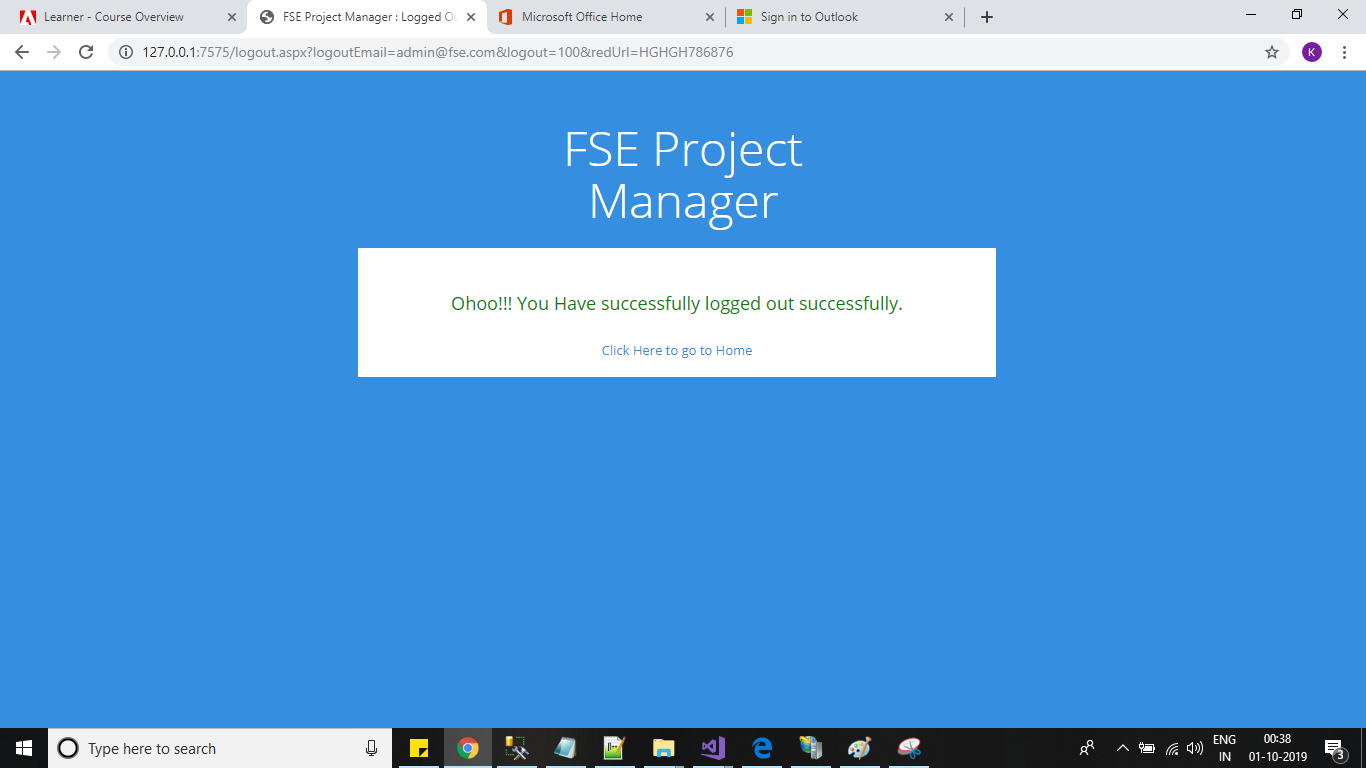 Learner - Course Overview
FSE Project Manager : Logged Ou
Microsoft Office Home
Sign in to Outlook
127.0.0.1:7575/logout.aspx?logoutEmail=admin@fse.com&logout=100&redUrl=HGHGH786876
K
FSE Project
Manager
Ohoo!!! You Have successfully logged out successfully.
Click Here to go to Home
Type here to search
ENG
IN
00:38
01-10-2019
3